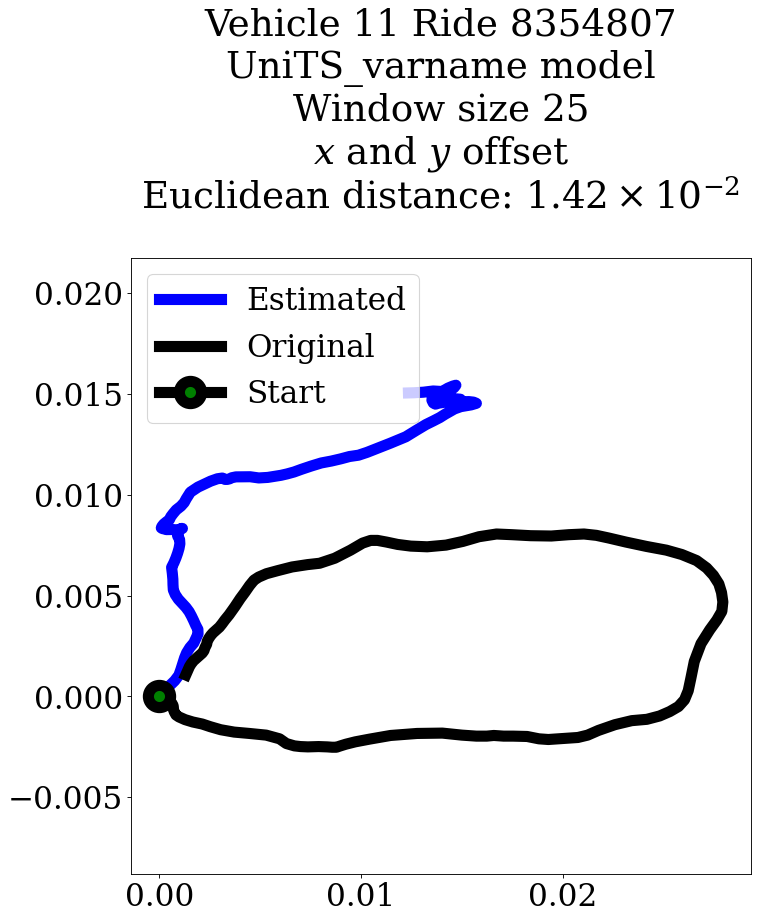 Vehicle 11 Ride 8354807
UniTS_varname model
Window size 25
x and y offset
Euclidean distance: 1.42 × 10⁻²
0.020
0.015
0.010
0.005
0.000
−0.005
Estimated
Original
Start
0.00 0.01 0.02